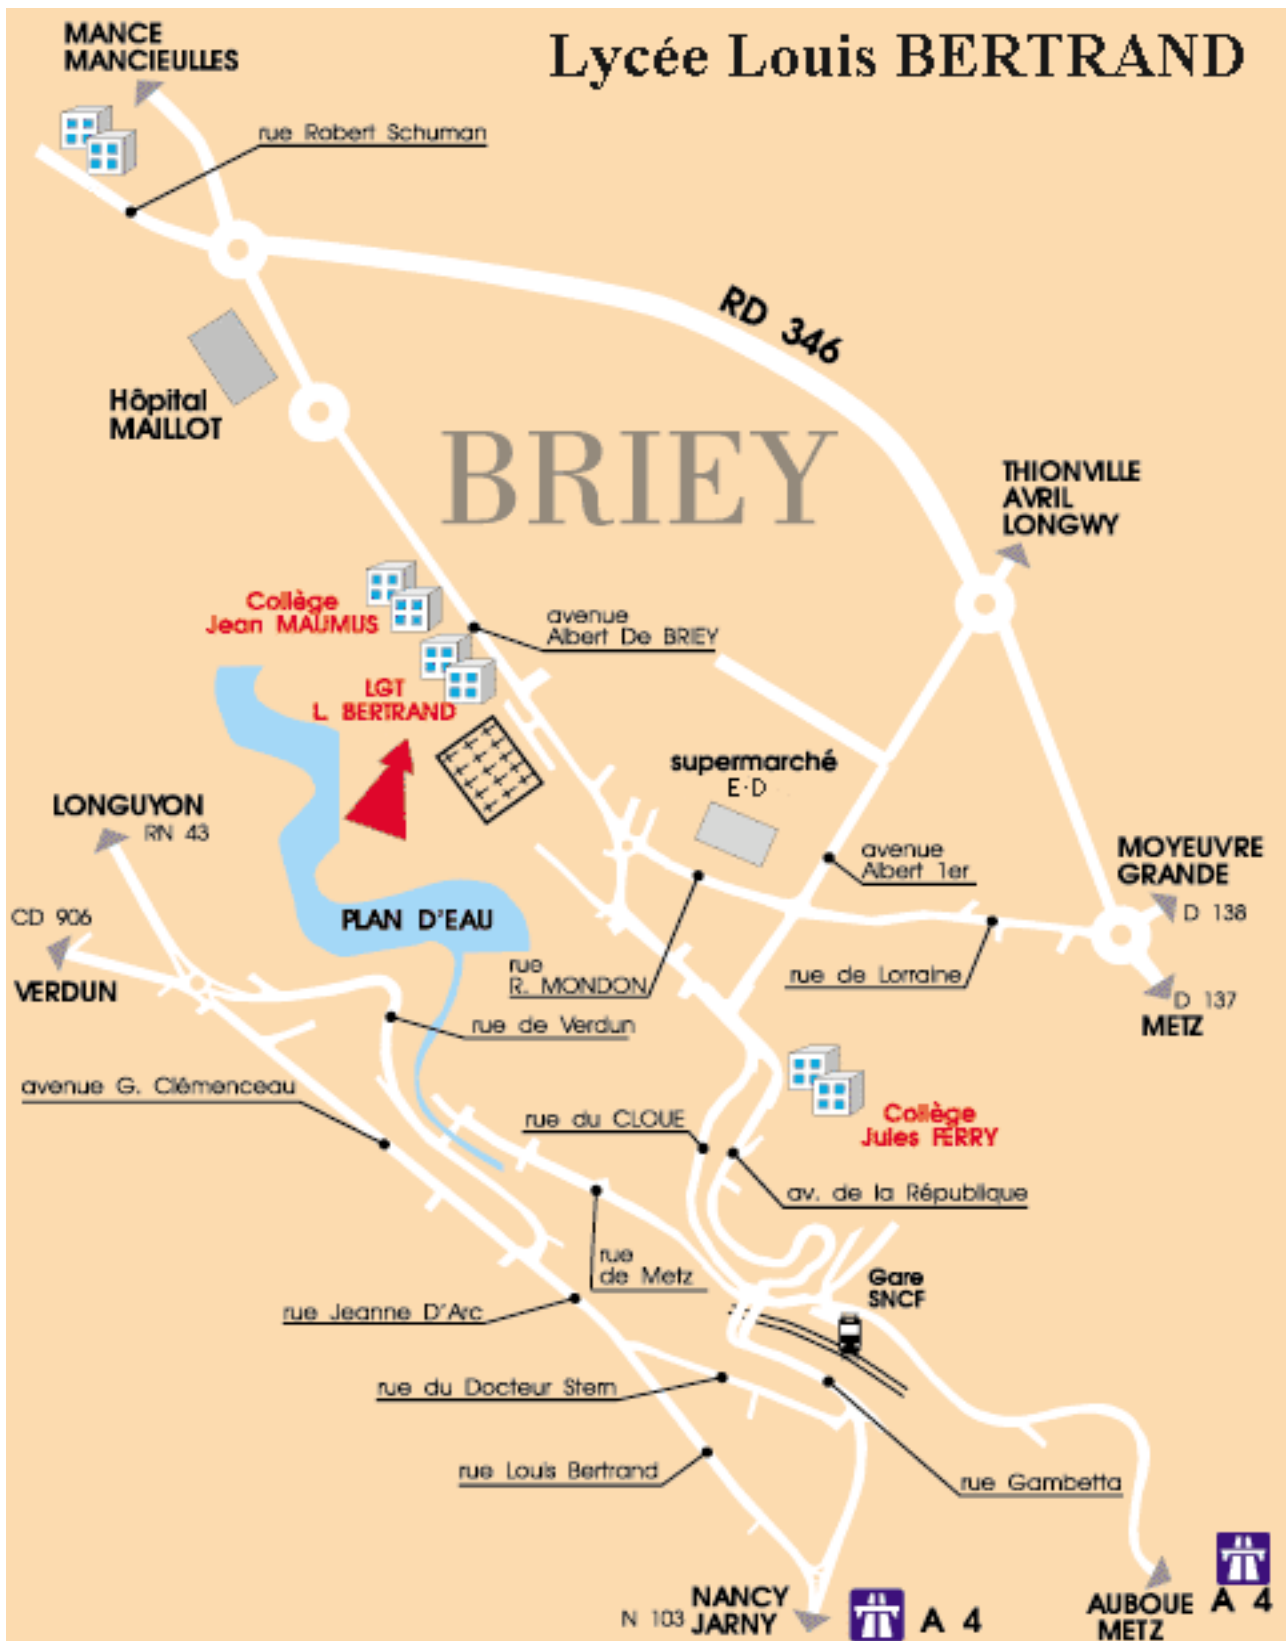 MANCE
MANCIEULLES
Lycée Louis BERTRAND
rue Robert Schuman
RD 346
Hôpital
MAILLOT
BRIEY
THIONVILLE
AVRIL
LONGWY
Collège
Jean MAUMUS
avenue
Albert De BRIEY
LGT
L. BERTRAND
supermarché
E·D
LONGUYON
RN 43
avenue
Albert 1er
MOYEUVRE
GRANDE
D 138
CD 906
VERDUN
PLAN D'EAU
rue
R. MONDON
rue de Lorraine
D 137
METZ
rue de Verdun
avenue G. Clémenceau
rue du CLOUE
Collège
Jules FERRY
av. de la République
rue
de Metz
Gare
SNCF
rue Jeanne D'Arc
rue du Docteur Stern
rue Louis Bertrand
rue Gambetta
N 103
NANCY
JARNY
A 4
AUBOUE
METZ
A 4